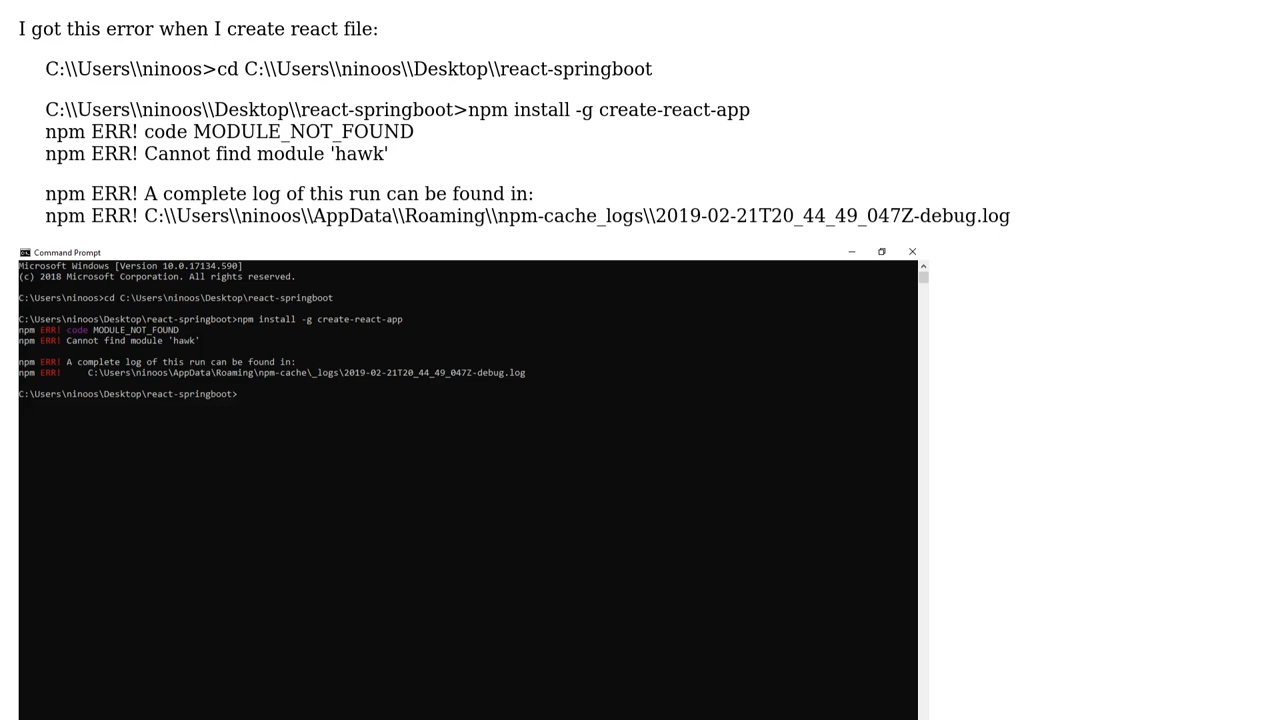 I got this error when I create react file:
C:\\Users\\ninoos>cd C:\\Users\\ninoos\\Desktop\\react-springboot
C:\\Users\\ninoos\\Desktop\\react-springboot>npm install -g create-react-app
npm ERR! code MODULE_NOT_FOUND
npm ERR! Cannot find module 'hawk'
npm ERR! A complete log of this run can be found in:
npm ERR! C:\\Users\\ninoos\\AppData\\Roaming\\npm-cache_logs\\2019-02-21T20_44_49_047Z-debug.log
Command Prompt
Microsoft Windows [Version 10.0.17134.590]
(c) 2018 Microsoft Corporation. All rights reserved.
C:\Users\ninoos>cd C:\Users\ninoos\Desktop\react-springboot
C:\Users\ninoos\Desktop\react-springboot>npm install -g create-react-app
npm ERR! code MODULE_NOT_FOUND
npm ERR! Cannot find module 'hawk'
npm ERR! A complete log of this run can be found in:
npm ERR!     C:\Users\ninoos\AppData\Roaming\npm-cache\_logs\2019-02-21T20_44_49_047Z-debug.log
C:\Users\ninoos\Desktop\react-springboot>